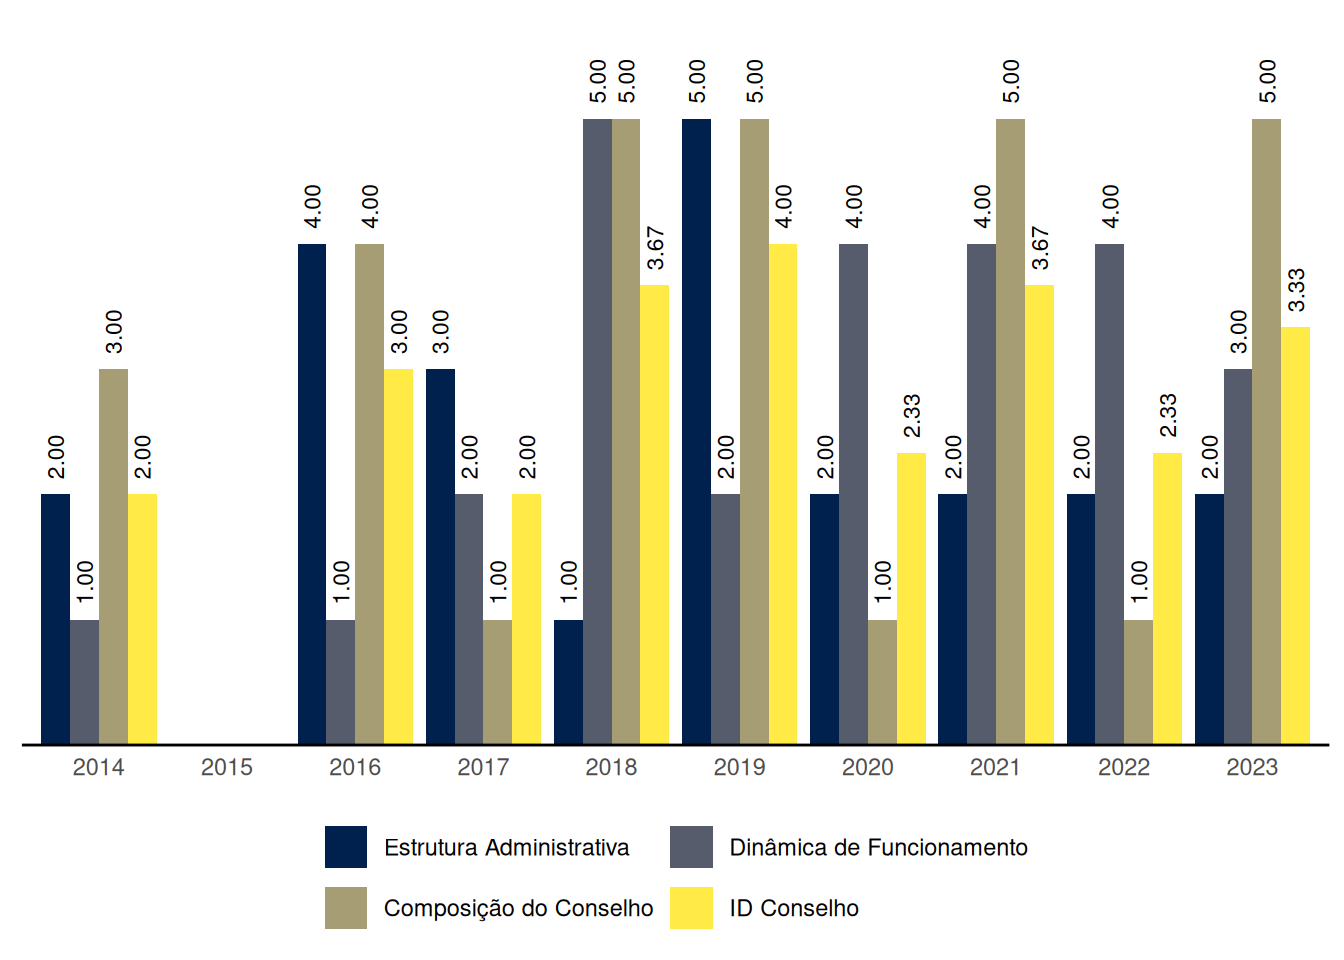 2.00 1.00 3.00 2.00
4.00 1.00 4.00 3.00
3.00 2.00 1.00 2.00
1.00 5.00 5.00 3.67
5.00 2.00 5.00 4.00
2.00 4.00 1.00 2.33
2.00 4.00 5.00 3.67
2.00 4.00 1.00 2.33
2.00 3.00 5.00 3.33
2014 2015 2016 2017 2018 2019 2020 2021 2022 2023
Estrutura Administrativa Dinâmica de Funcionamento
Composição do Conselho ID Conselho